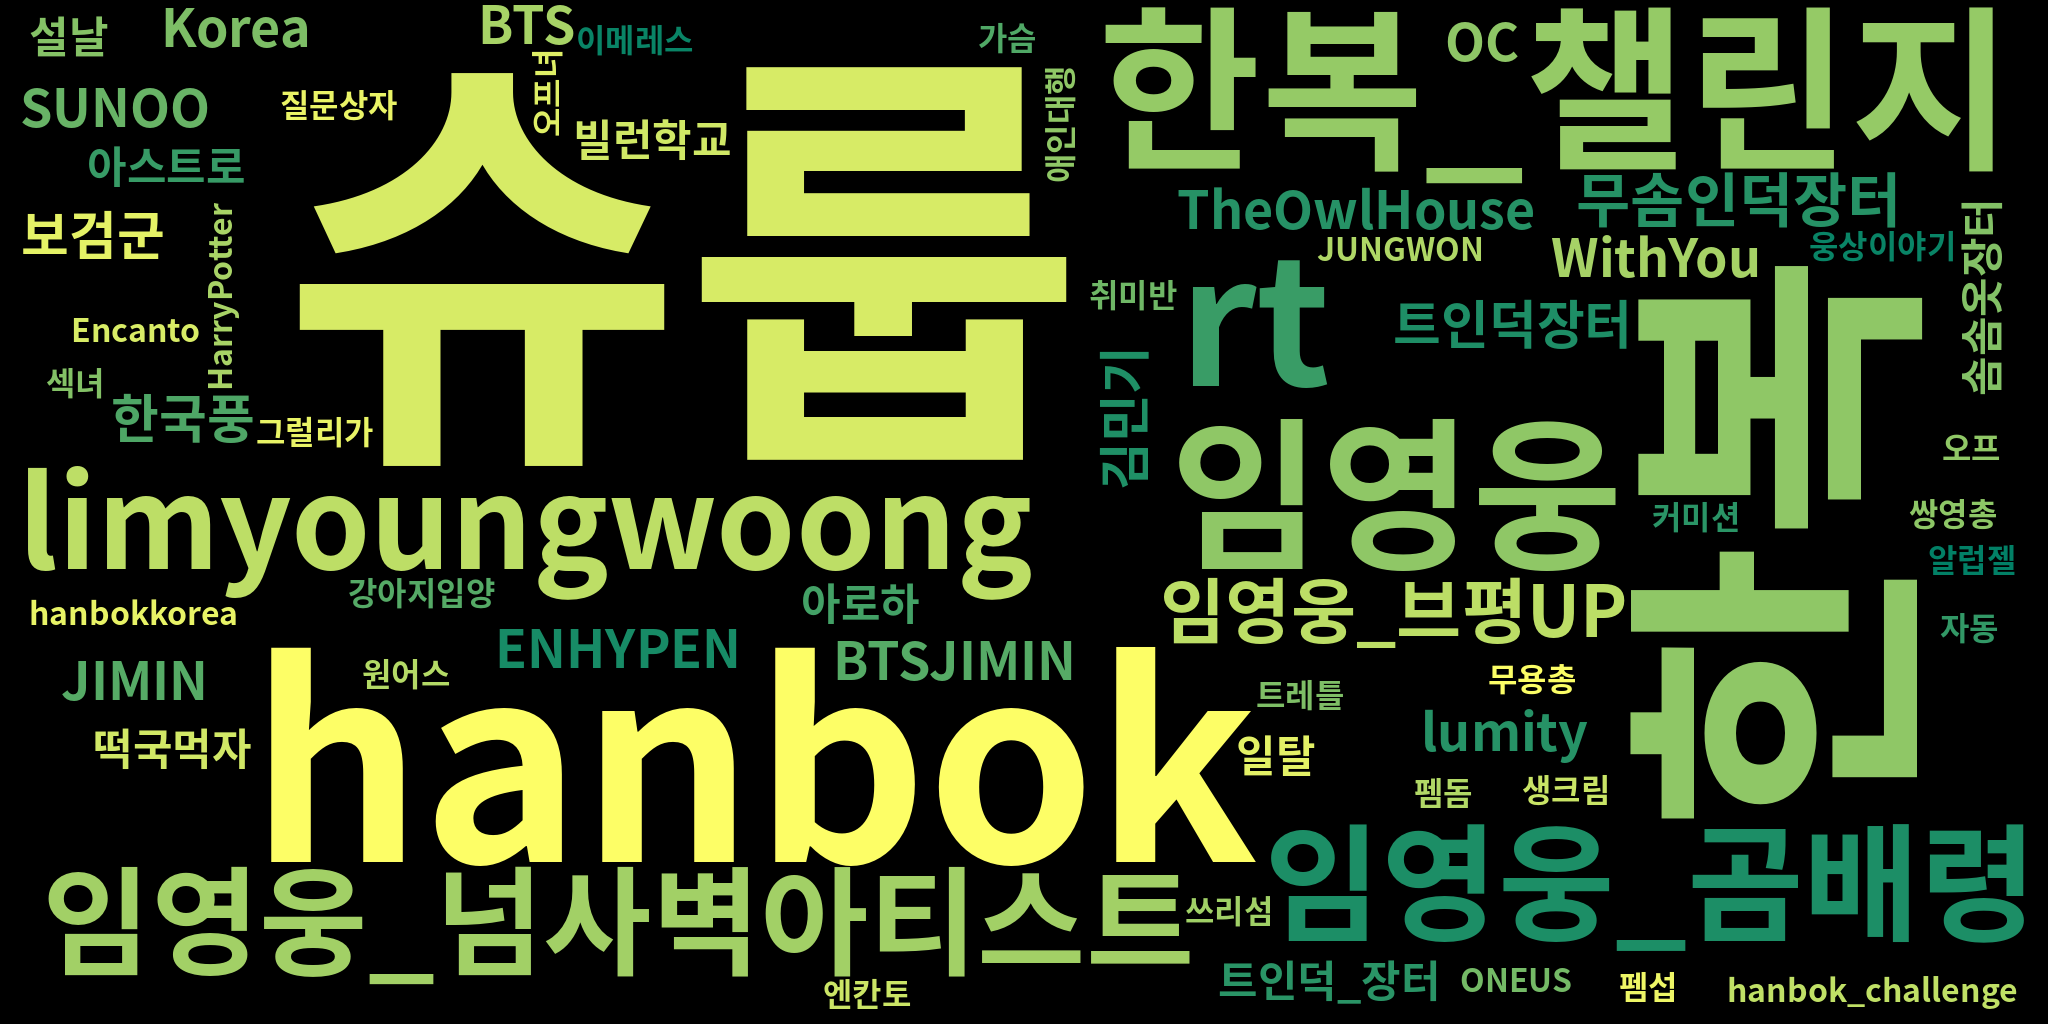 설날
Korea
BTS
이메레스
가슴
한복_챌린지
OC
SUNOO
질문상자
년비어
빌런학교
슈룹
애인대행
아스트로
보검군
HarryPotter
TheOwlHouse
무솜인덕장터
JUNGWON
WithYou
웅상이야기
솜솜옷장터
Encanto
취미반
rt
트인덕장터
섹녀
한국풍
그럴리가
김민기
임영웅
한페
오프
limyoungwoong
커미션
쌍영총
알럽젤
강아지입양
아로하
임영웅_브평UP
hanbokkorea
자동
ENHYPEN
BTSJIMIN
JIMIN
원어스
hanbok
트레틀
무용총
떡국먹자
일탈
lumity
펨돔
생크림
임영웅_넘사벽아티스트
쓰리섬
임영웅_곰배령
엔칸토
트인덕_장터
ONEUS
펨섭
hanbok_challenge